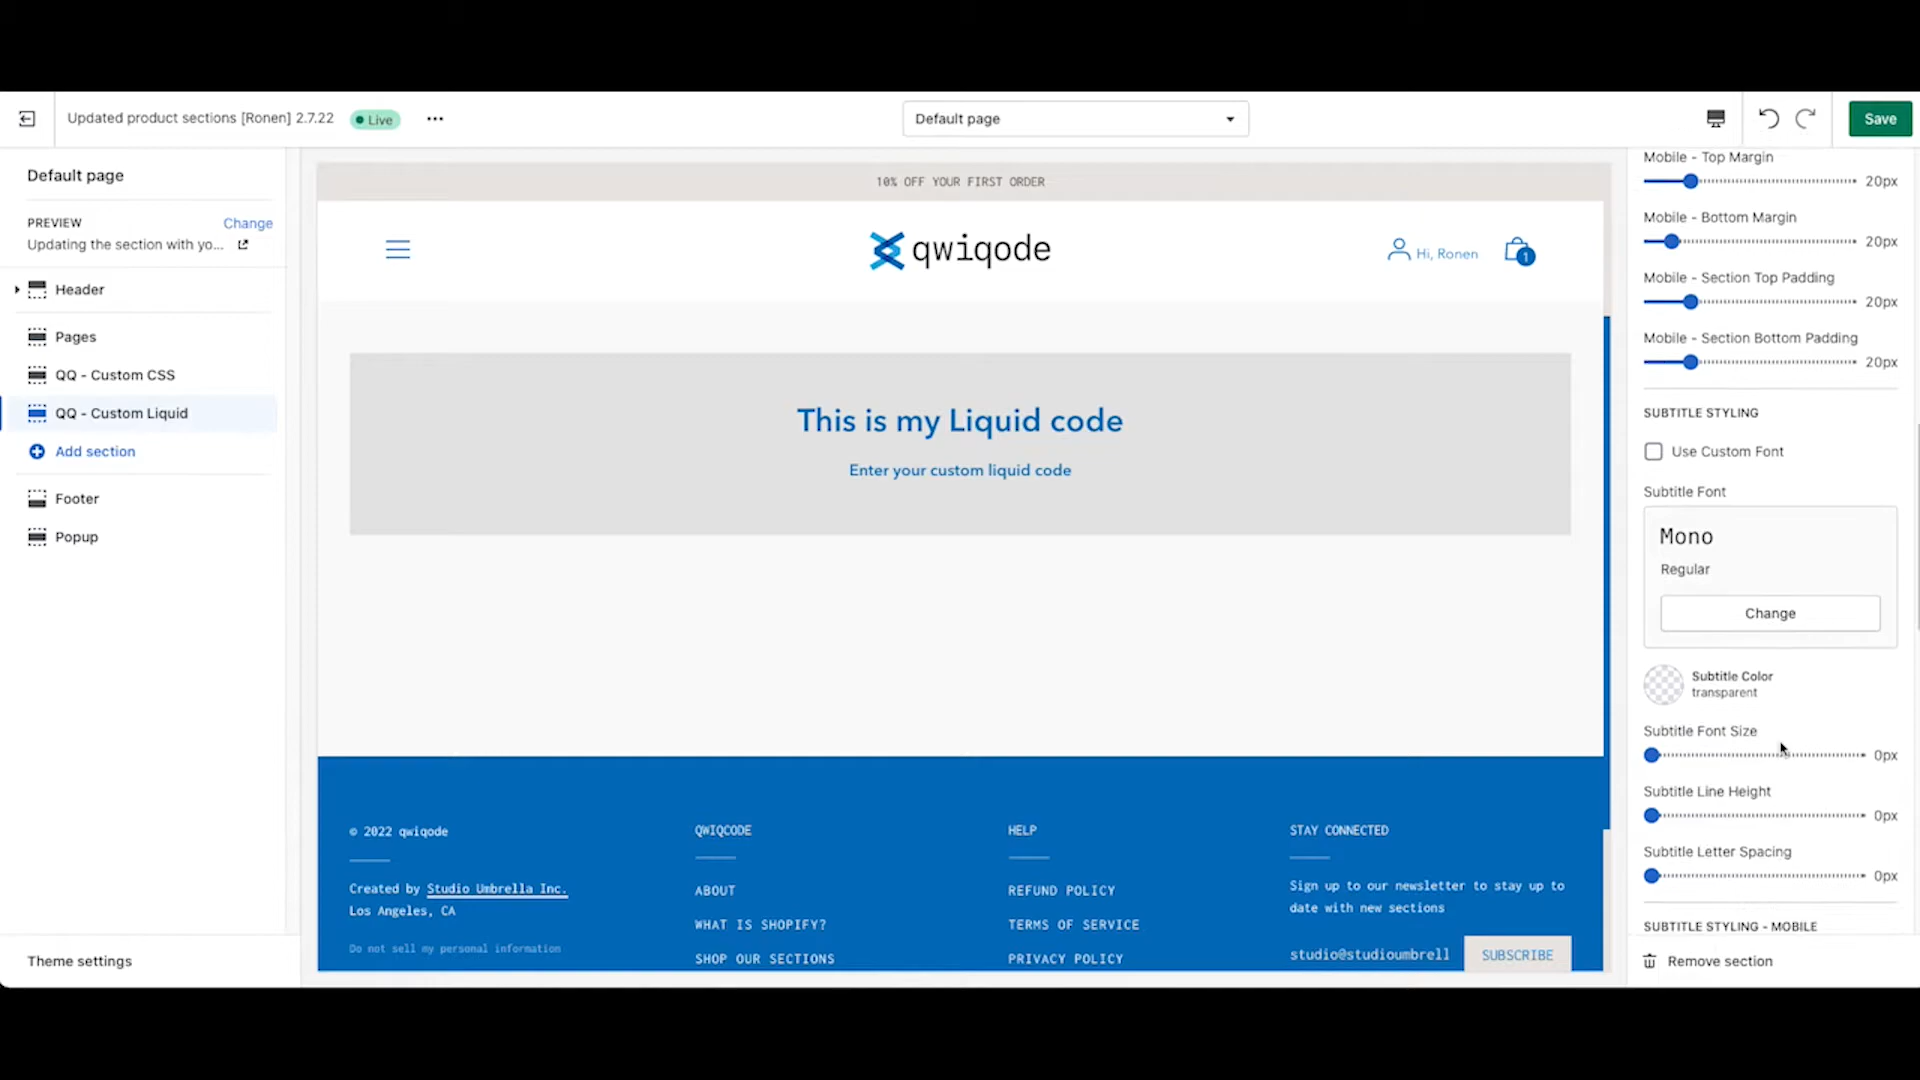 Updated product sections [Ronen] 2.7.22
Live
Default page
Save
Default page
PREVIEW
Change
Updating the section with yo...
Header
Pages
QQ - Custom CSS
QQ - Custom Liquid
Add section
Footer
Popup
Theme settings
10% OFF YOUR FIRST ORDER
qwiqode
Hi, Ronen
1
This is my Liquid code
Enter your custom liquid code
© 2022 qwiqode
Created by Studio Umbrella Inc.
Los Angeles, CA
Do not sell my personal information
QWIQCODE
ABOUT
WHAT IS SHOPIFY?
SHOP OUR SECTIONS
HELP
REFUND POLICY
TERMS OF SERVICE
PRIVACY POLICY
STAY CONNECTED
Sign up to our newsletter to stay up to
date with new sections
studio@studioumbrell
SUBSCRIBE
Mobile - Top Margin
20px
Mobile - Bottom Margin
20px
Mobile - Section Top Padding
20px
Mobile - Section Bottom Padding
20px
SUBTITLE STYLING
Use Custom Font
Subtitle Font
Mono
Regular
Change
Subtitle Color
transparent
Subtitle Font Size
0px
Subtitle Line Height
0px
Subtitle Letter Spacing
0px
SUBTITLE STYLING - MOBILE
Remove section